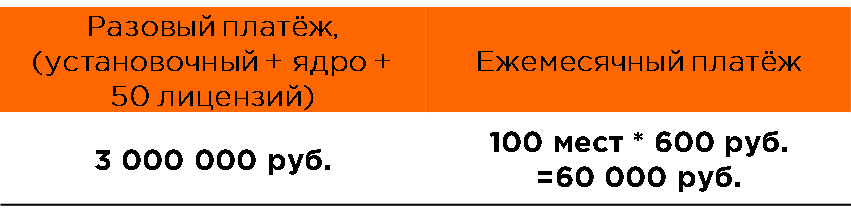 Разовый платёж,
(установочный + ядро +
50 лицензий)
Ежемесячный платёж
3 000 000 руб.
100 мест * 600 руб.
=60 000 руб.